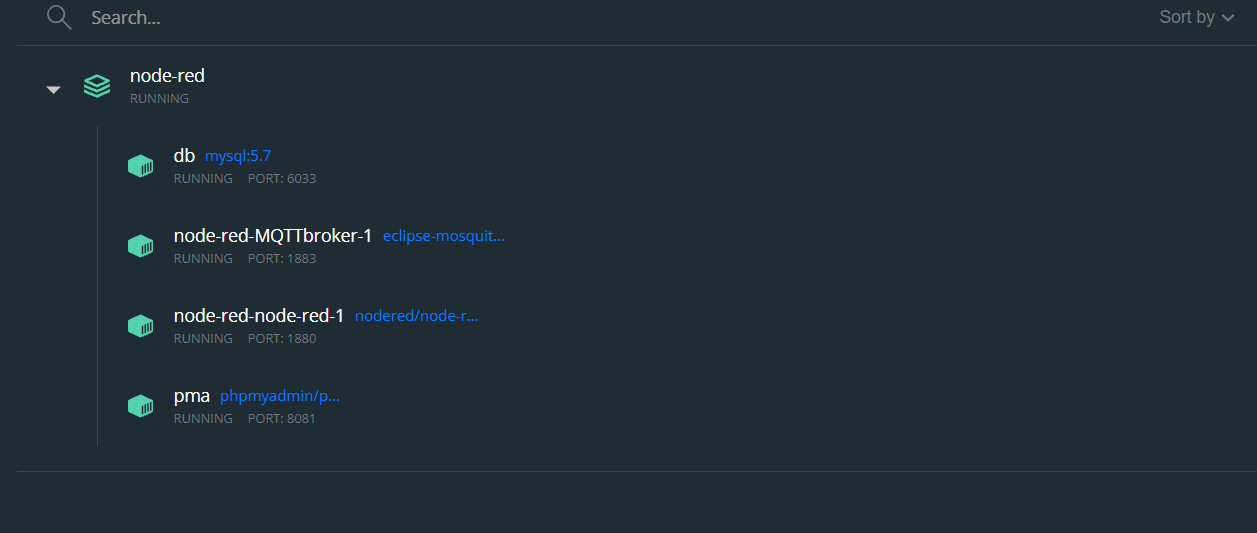 Search...
Sort by
node-red
RUNNING
db mysql:5.7
RUNNING PORT: 6033
node-red-MQTTbroker-1 eclipse-mosquit...
RUNNING PORT: 1883
node-red-node-red-1 nodered/node-r...
RUNNING PORT: 1880
pma phpmyadmin/p...
RUNNING PORT: 8081